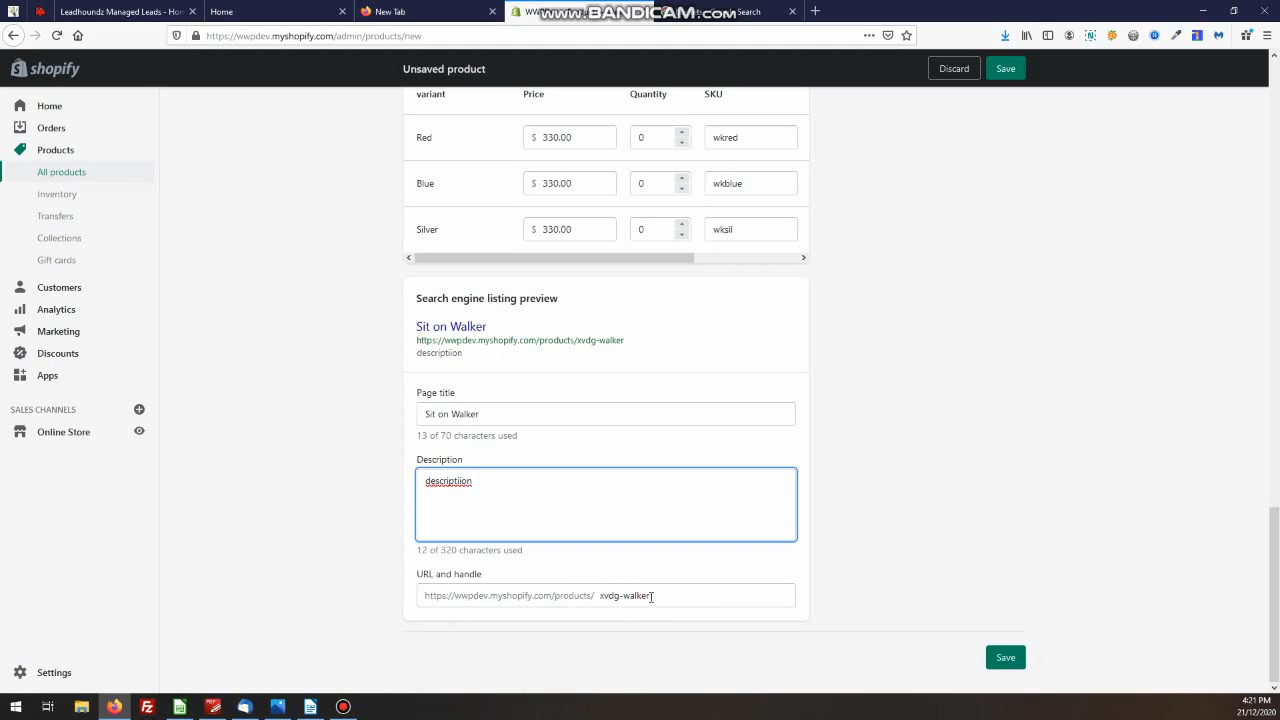 Leadhoundz Managed Leads - Hom
Home
New Tab
WW
www.BANDICAM.com
Search
https://wwpdev.myshopify.com/admin/products/new
shopify
Unsaved product
Discard
Save
Home
Orders
Products
All products
Inventory
Transfers
Collections
Gift cards
Customers
Analytics
Marketing
Discounts
Apps
SALES CHANNELS
Online Store
Settings
variant
Price
Quantity
SKU
Red
$ 330.00
0
wkred
Blue
$ 330.00
0
wkblue
Silver
$ 330.00
0
wksil
Search engine listing preview
Sit on Walker
https://wwpdev.myshopify.com/products/xvdg-walker
descriptiion
Page title
Sit on Walker
13 of 70 characters used
Description
descriptiion
12 of 320 characters used
URL and handle
https://wwpdev.myshopify.com/products/ xvdg-walker
Save
4:21 PM
21/12/2020